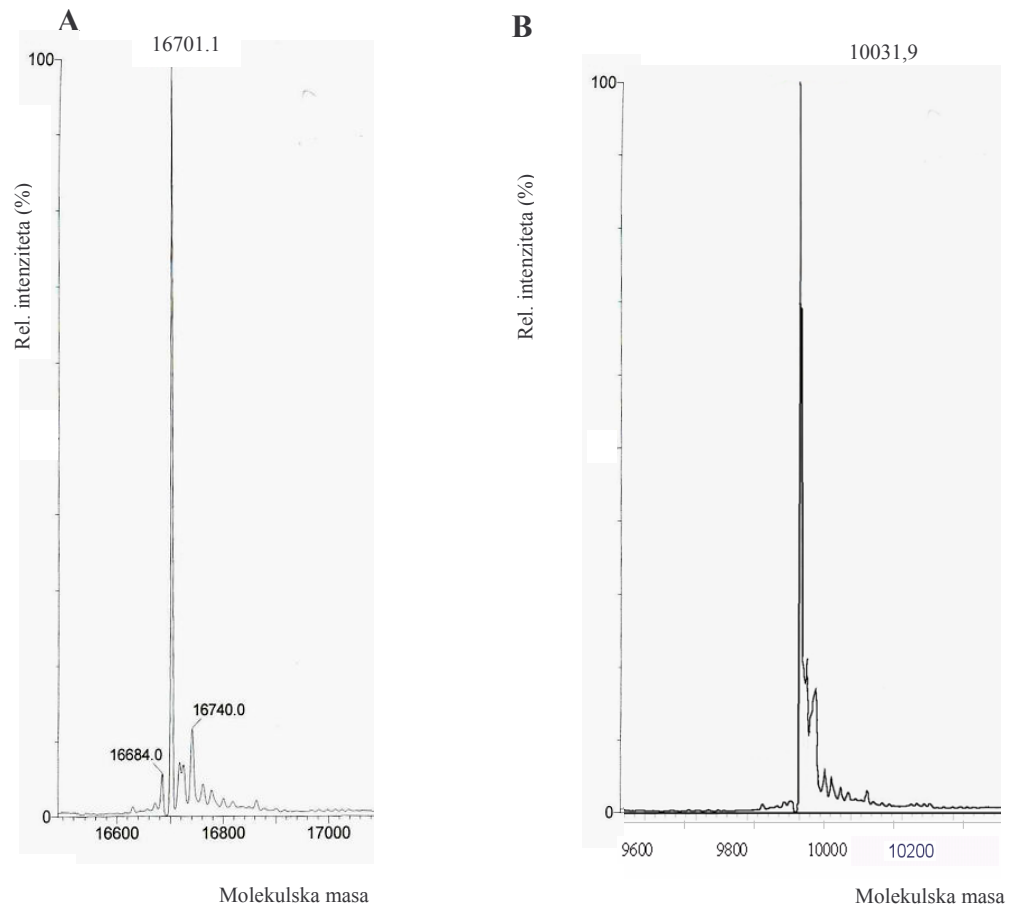 A
16701.1
100
Rel. intenziteta (%)
16740.0
16684.0
0
16600 16800 17000
Molekulska masa
B
10031,9
100
Rel. intenziteta (%)
0
9600 9800 10000 10200
Molekulska masa